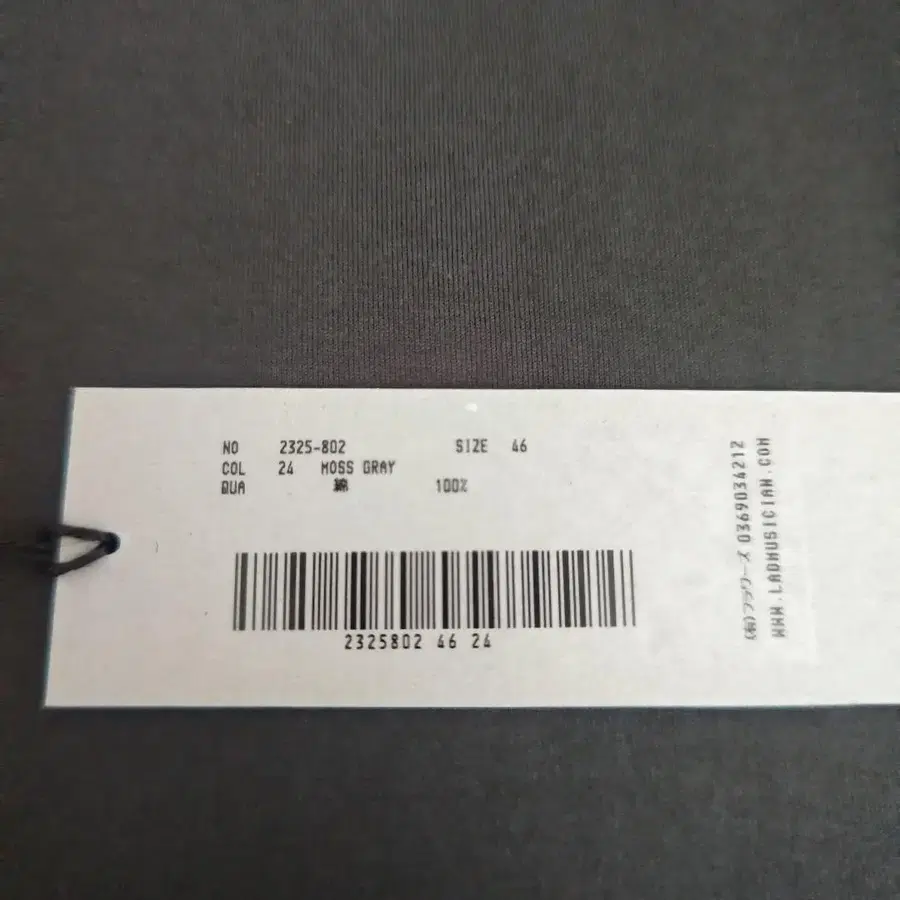 NO 2325-802 SIZE 46
COL 24 MOSS GRAY
QUA 綿 100%
2325802 46 24
(有)フラワーズ 0369034212
WWW.LADMUSICIAN.COM